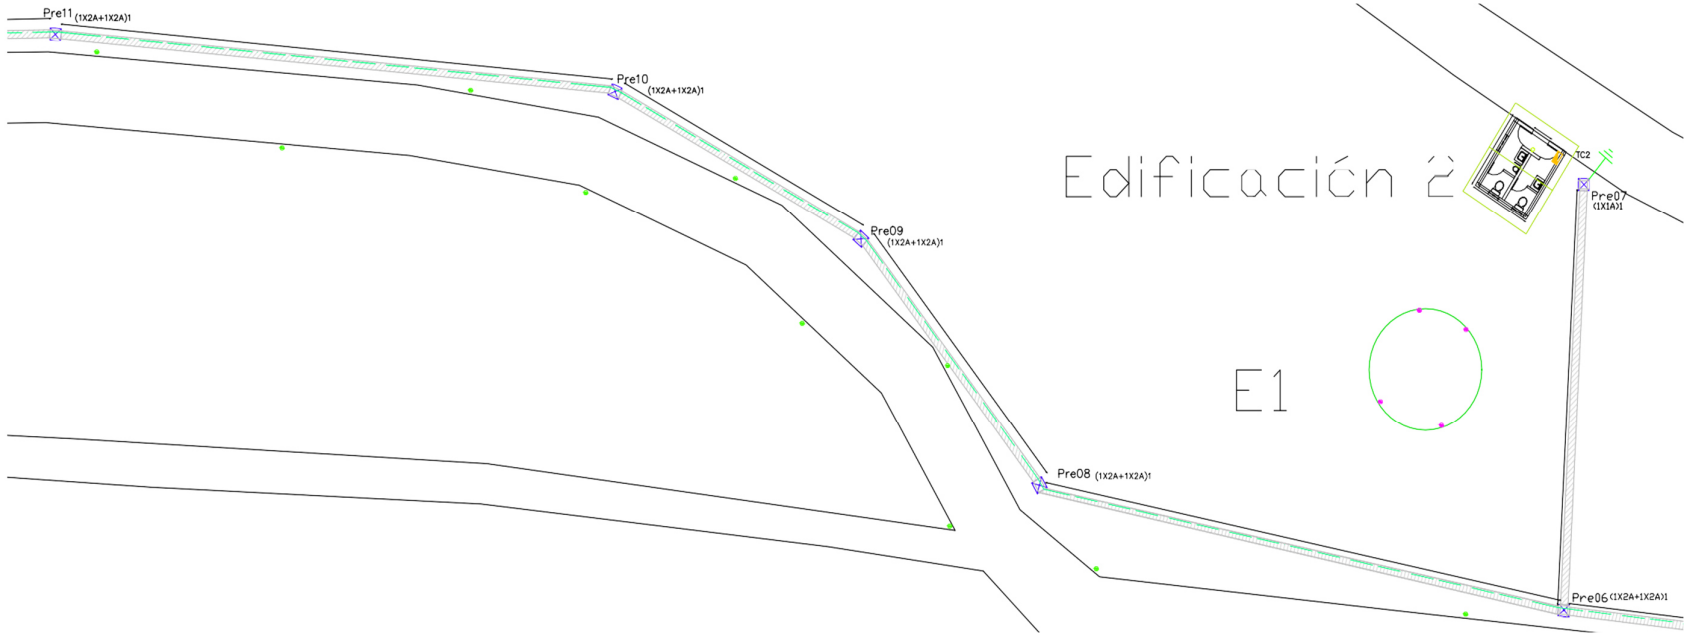 Pre11 (1X2A+1X2A)1
Pre10
(1X2A+1X2A)1
TC2
Edificación 2
Pre07
(1X1A)1
Pre09
(1X2A+1X2A)1
E1
Pre08 (1X2A+1X2A)1
Pre06 (1X2A+1X2A)1